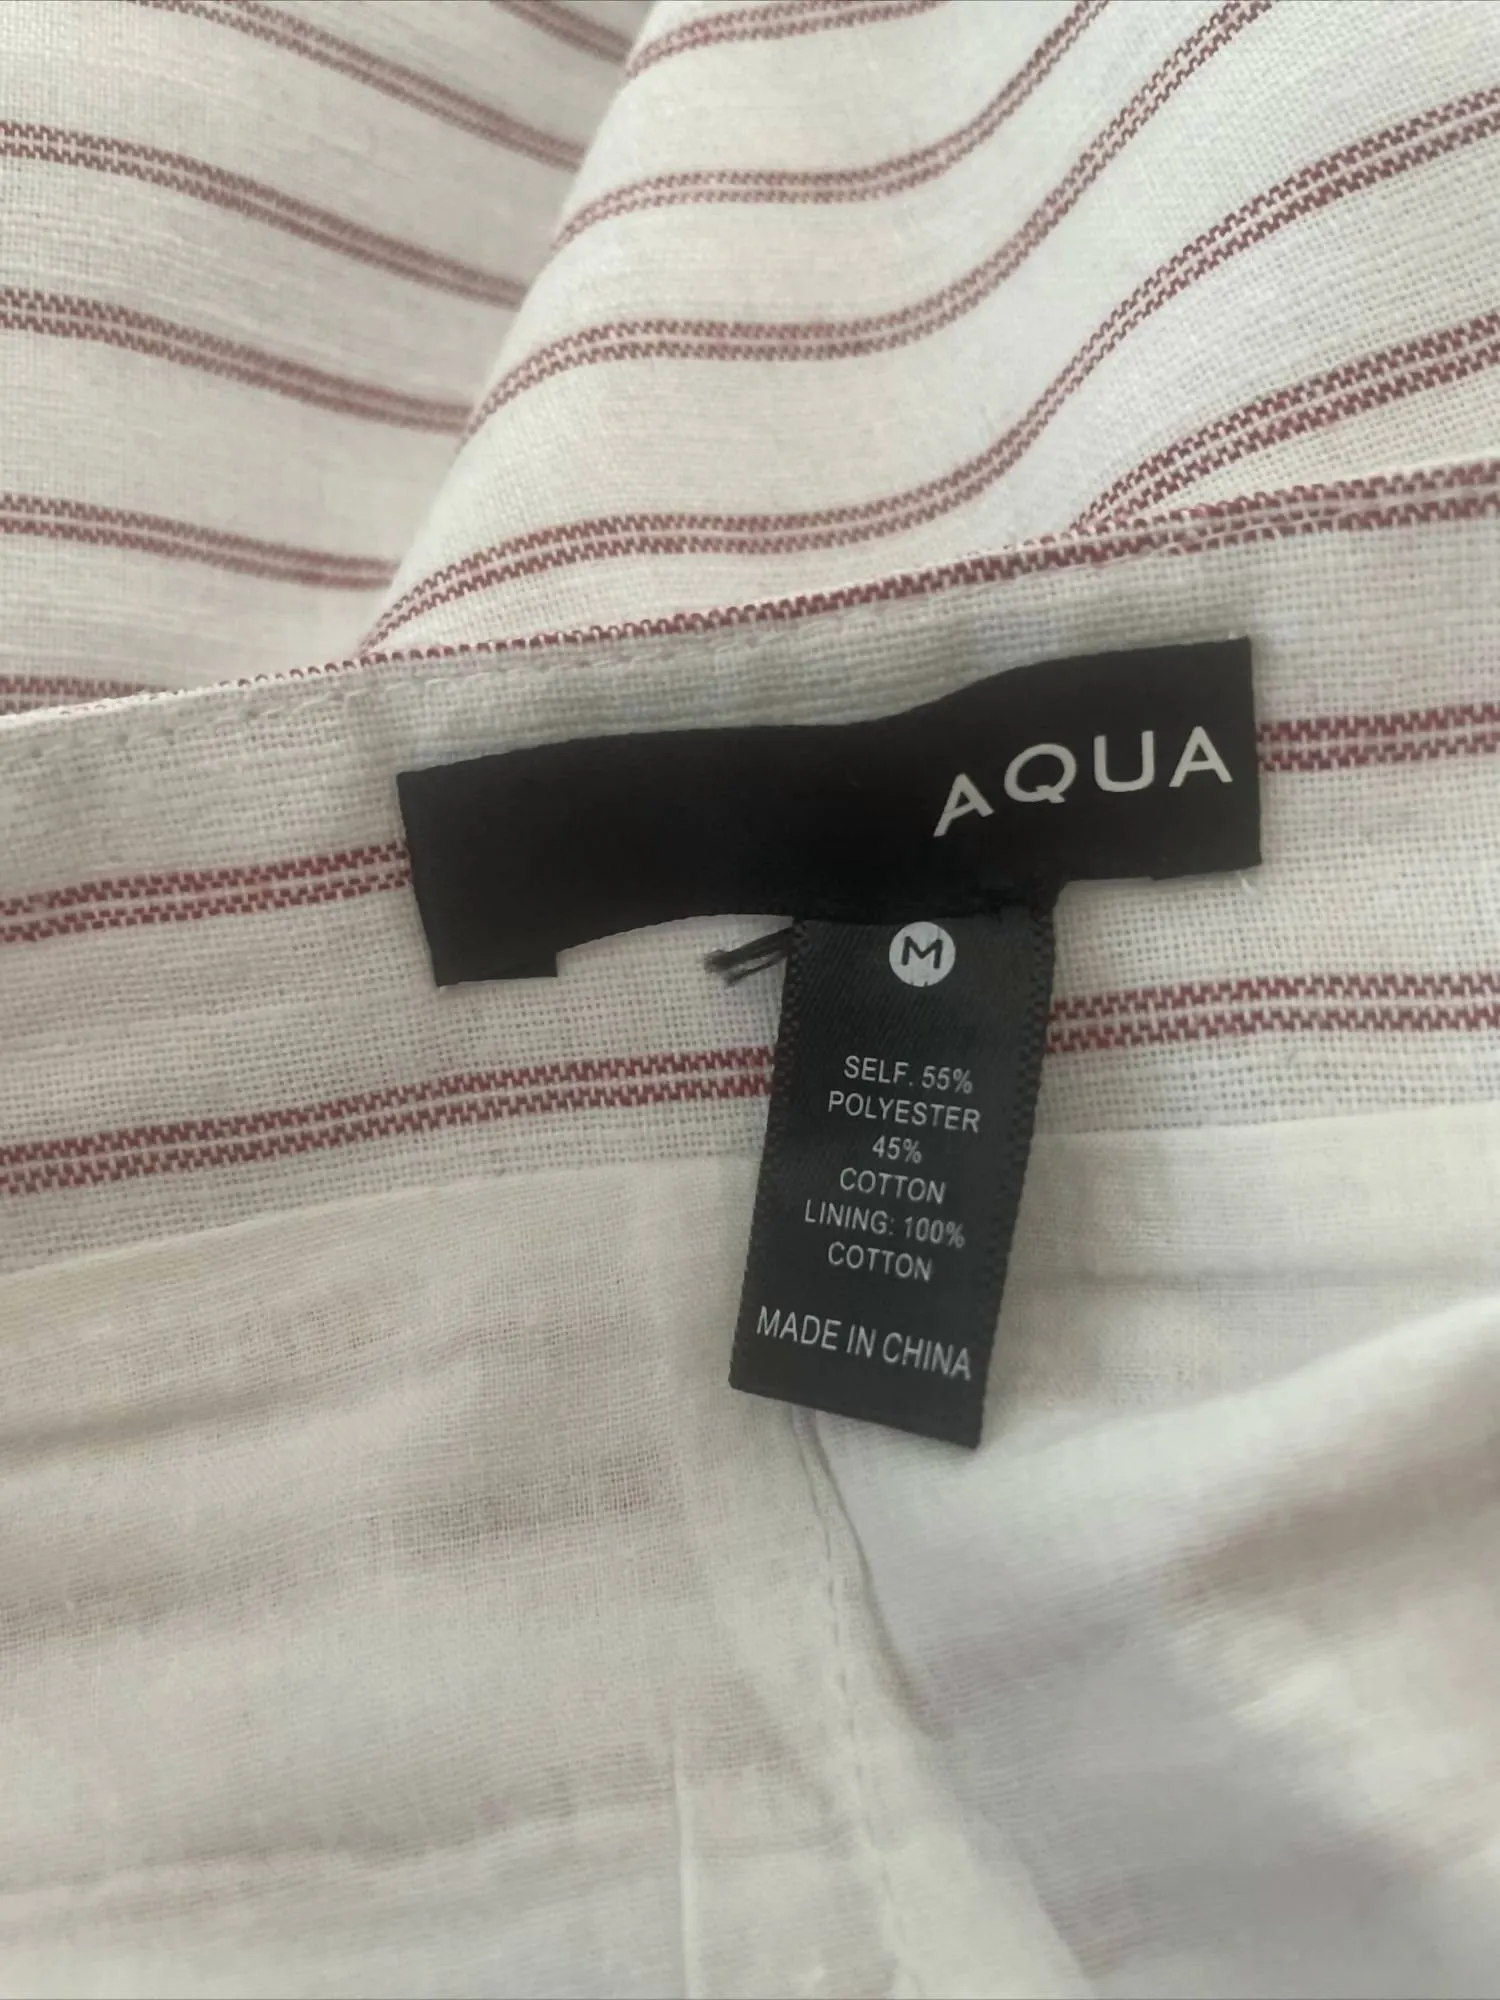 AQUA
M
SELF. 55%
POLYESTER
45%
COTTON
LINING: 100%
COTTON
MADE IN CHINA